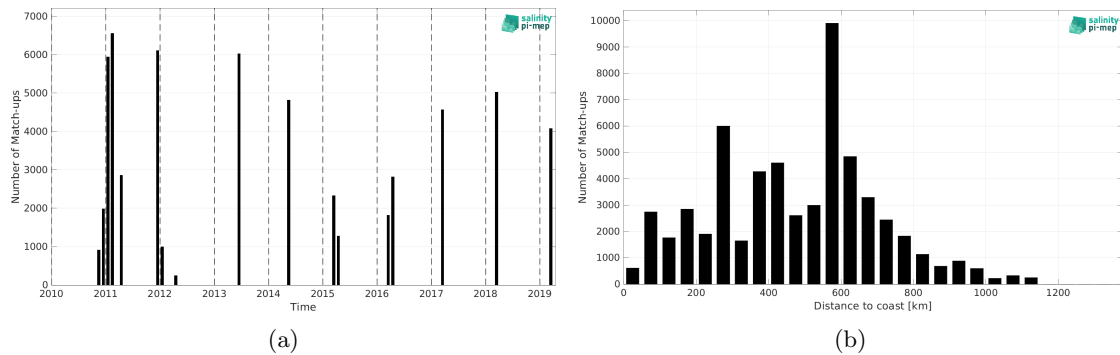 7000
6000
5000
4000
3000
2000
1000
0
Number of Match-ups
2010 2011 2012 2013 2014 2015 2016 2017 2018 2019
Time
salinity
pi-mep
(a)
10000
9000
8000
7000
6000
5000
4000
3000
2000
1000
0
Number of Match-ups
0 200 400 600 800 1000 1200
Distance to coast [km]
salinity
pi-mep
(b)